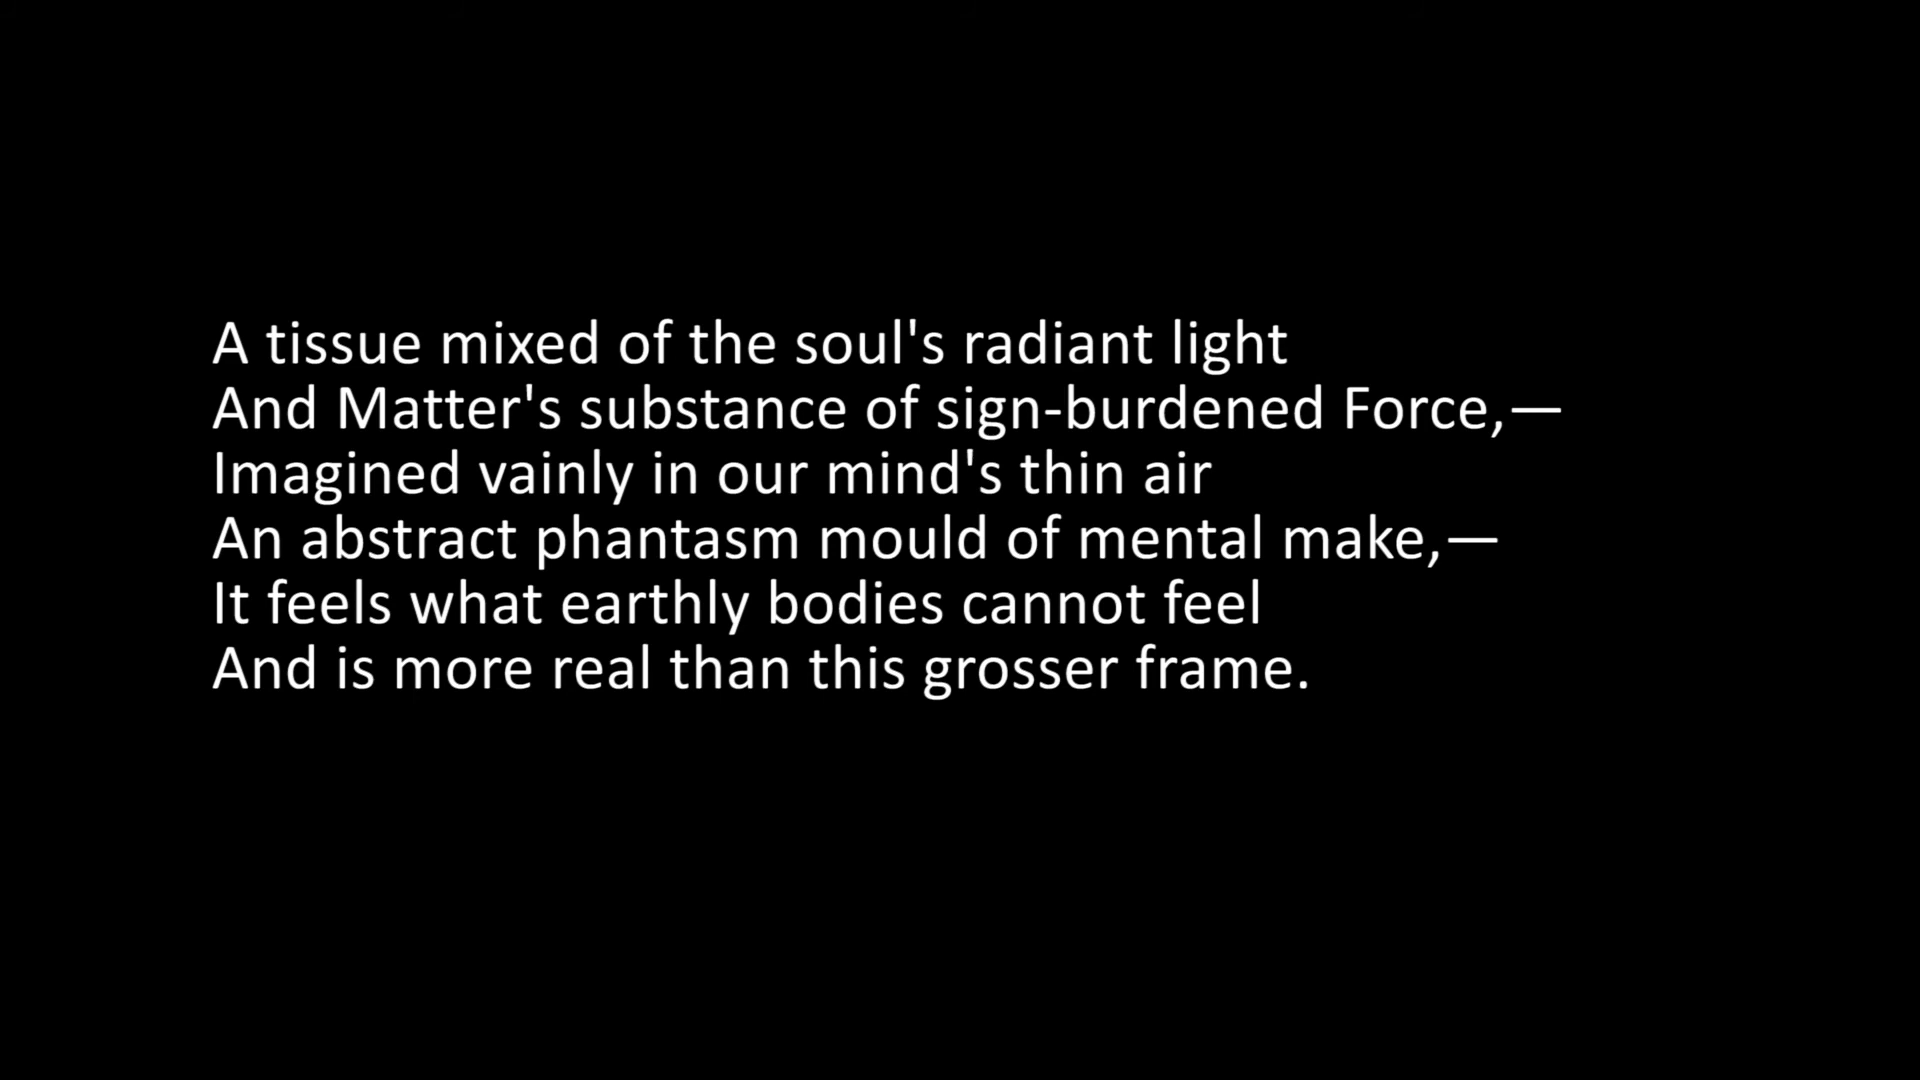 A tissue mixed of the soul's radiant light
And Matter's substance of sign-burdened Force,—
Imagined vainly in our mind's thin air
An abstract phantasm mould of mental make,—
It feels what earthly bodies cannot feel
And is more real than this grosser frame.